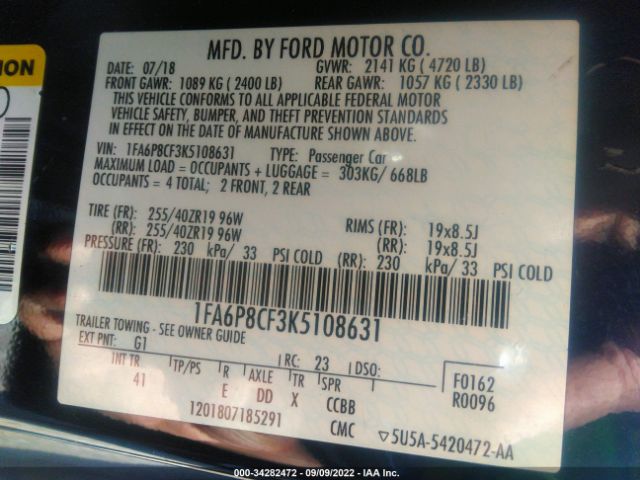 NION
MFD. BY FORD MOTOR CO.
DATE: 07/18 GVWR: 2141 KG ( 4720 LB)
FRONT GAWR: 1089 KG ( 2400 LB) REAR GAWR: 1057 KG ( 2330 LB)
THIS VEHICLE CONFORMS TO ALL APPLICABLE FEDERAL MOTOR
VEHICLE SAFETY, BUMPER, AND THEFT PREVENTION STANDARDS
IN EFFECT ON THE DATE OF MANUFACTURE SHOWN ABOVE.
VIN: 1FA6P8CF3K5108631 TYPE: Passenger Car
MAXIMUM LOAD = OCCUPANTS + LUGGAGE = 303KG/ 668LB
OCCUPANTS = 4 TOTAL; 2 FRONT, 2 REAR
TIRE (FR): 255/40ZR19 96W RIMS (FR): 19x8.5J
(RR): 255/40ZR19 96W (RR): 19x8.5J
PRESSURE (FR): 230 kPa/ 33 PSI COLD (RR): 230 kPa/ 33 PSI COLD
1FA6P8CF3K5108631
TRAILER TOWING - SEE OWNER GUIDE
EXT PNT: G1 RC: 23 DSO:
INT TR TP/PS R AXLE TR SPR F0162
41 E DD X CCBB R0096
1201807185291 CMC ▽5U5A-5420472-AA
000-34282472 - 09/09/2022 - IAA Inc.